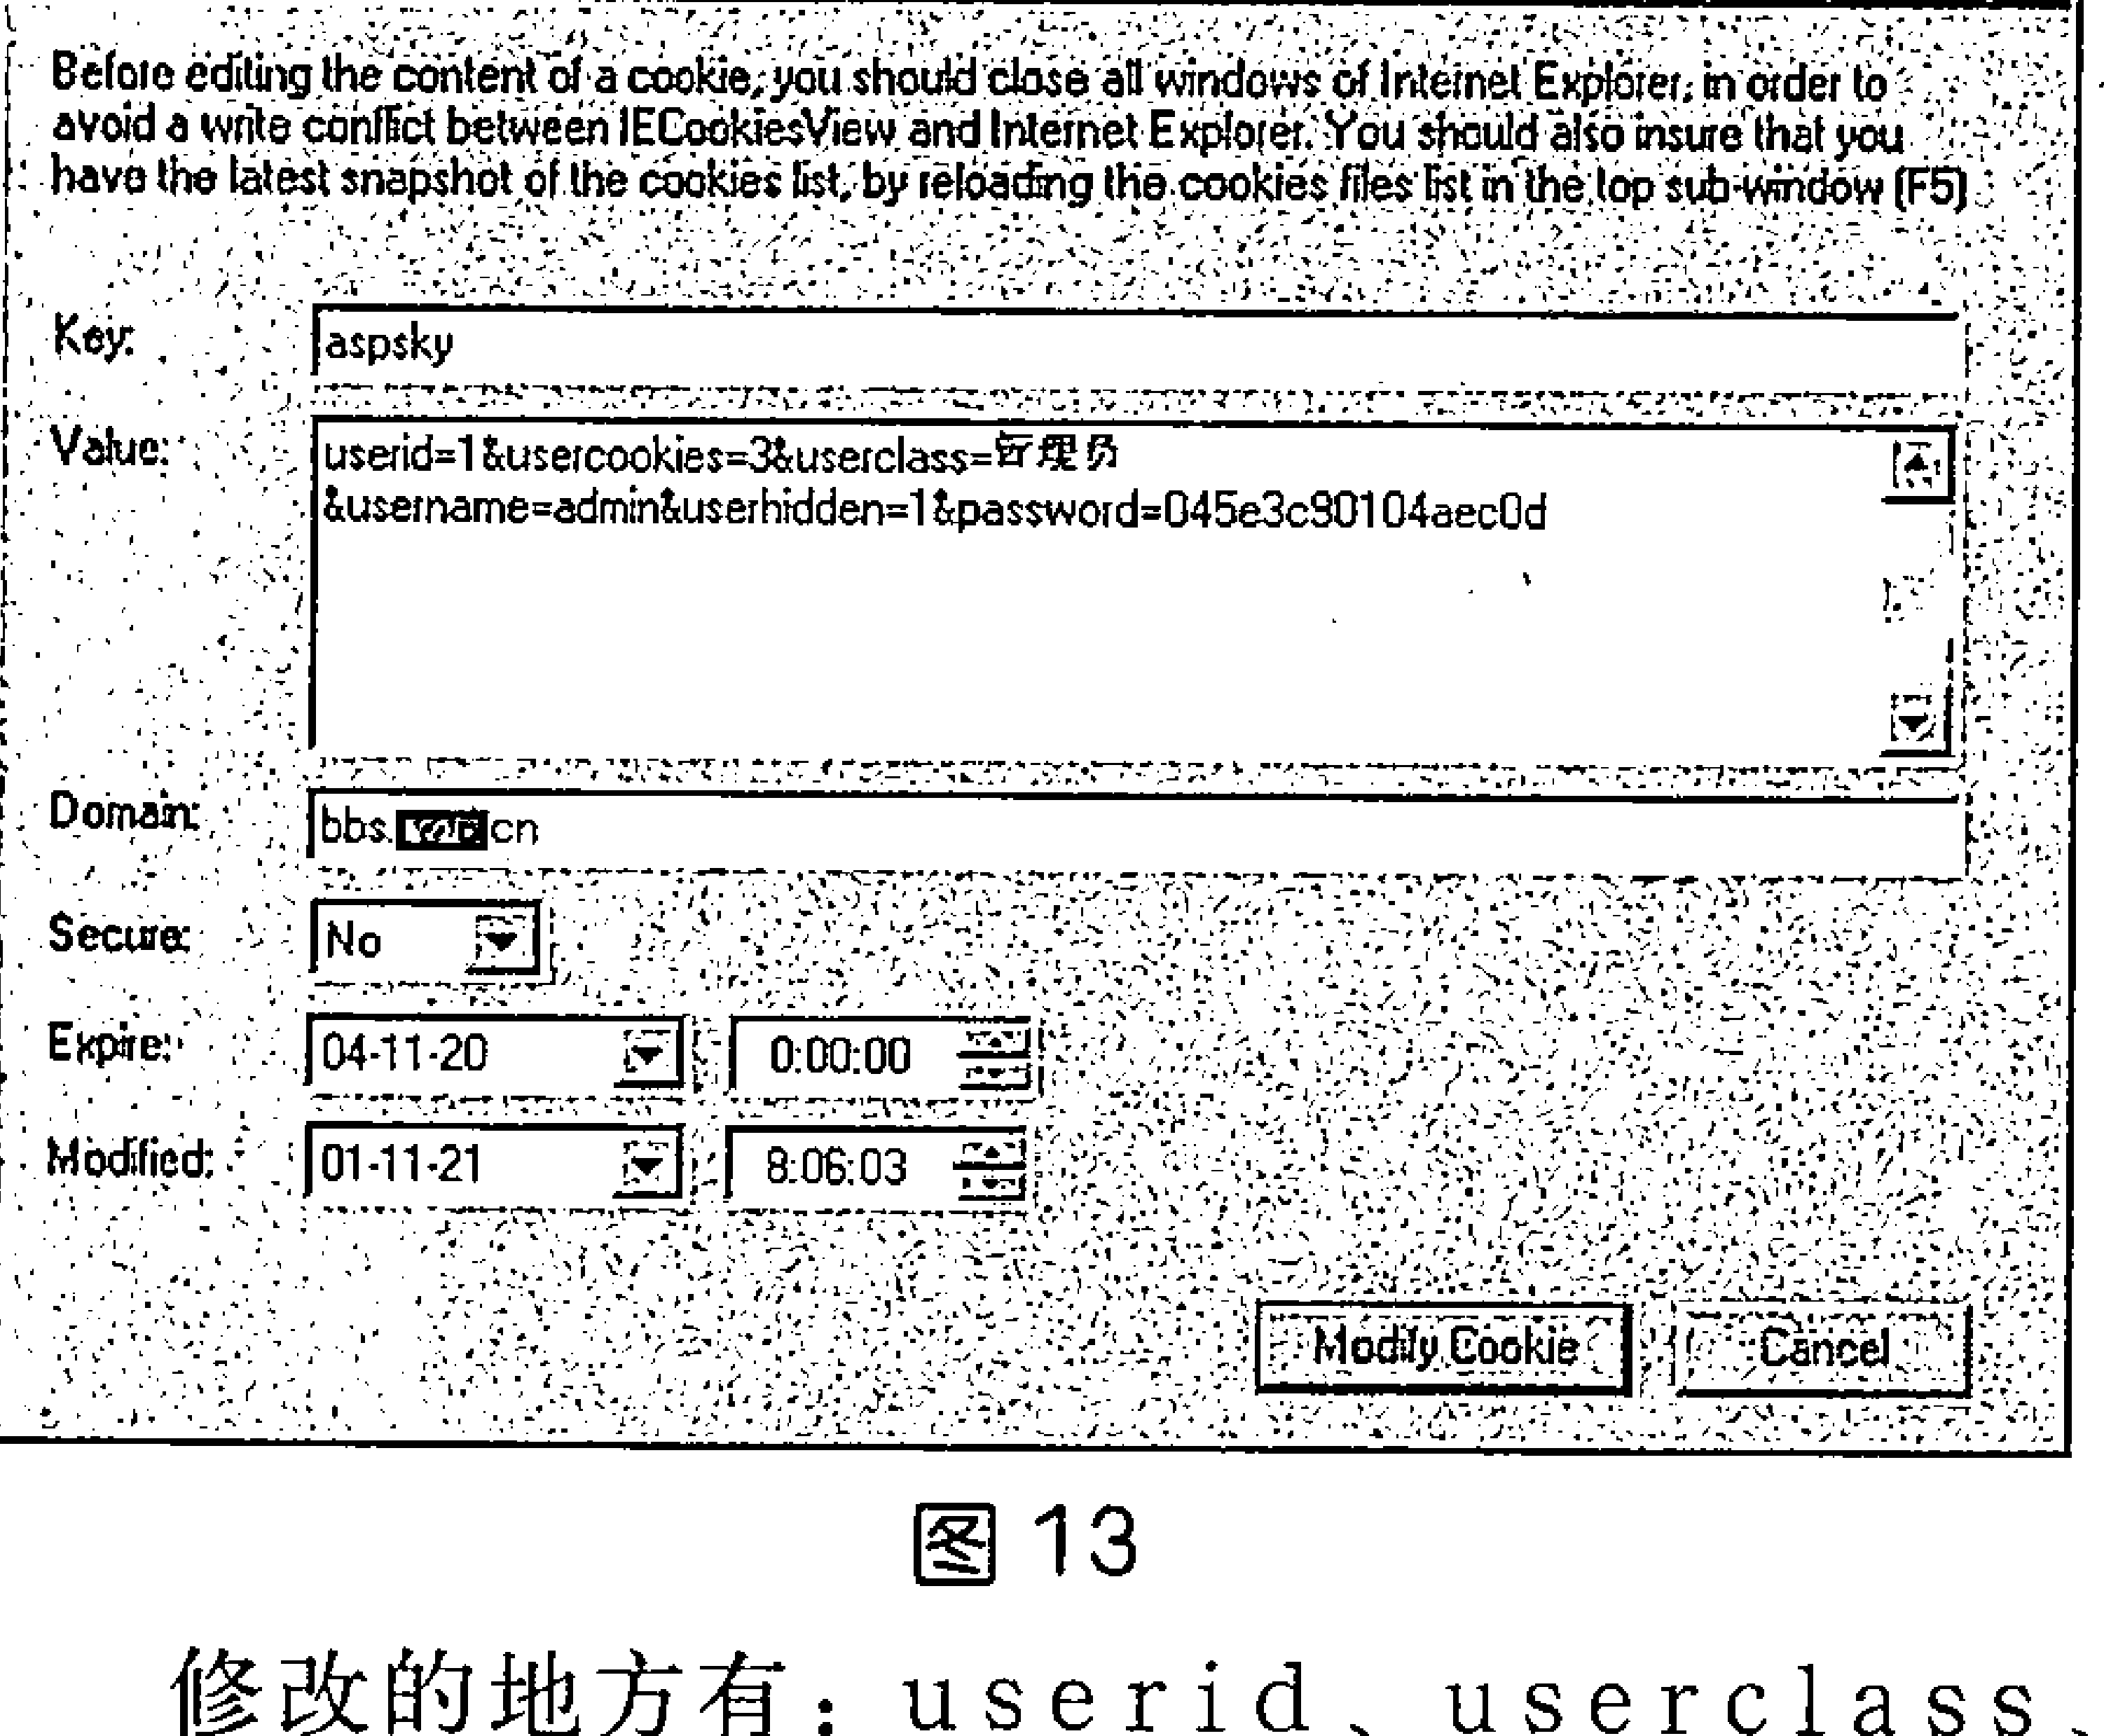 Before editing the content of a cookie, you should close all windows of Internet Explorer, in order to
avoid a write conflict between IECookiesView and Internet Explorer. You should also insure that you
have the latest snapshot of the cookies list, by reloading the cookies files list in the top sub-window (F5)
Key: aspsky
Value: userid=1&usercookies=3&userclass=管理员
&username=admin&userhidden=1&password=045e3c90104aec0d
Domain: bbs. cn
Secure: No
Expire: 04-11-20 0:00:00
Modified: 01-11-21 8:06:03
Modify Cookie Cancel
图 13
修改的地方有：userid、userclass、